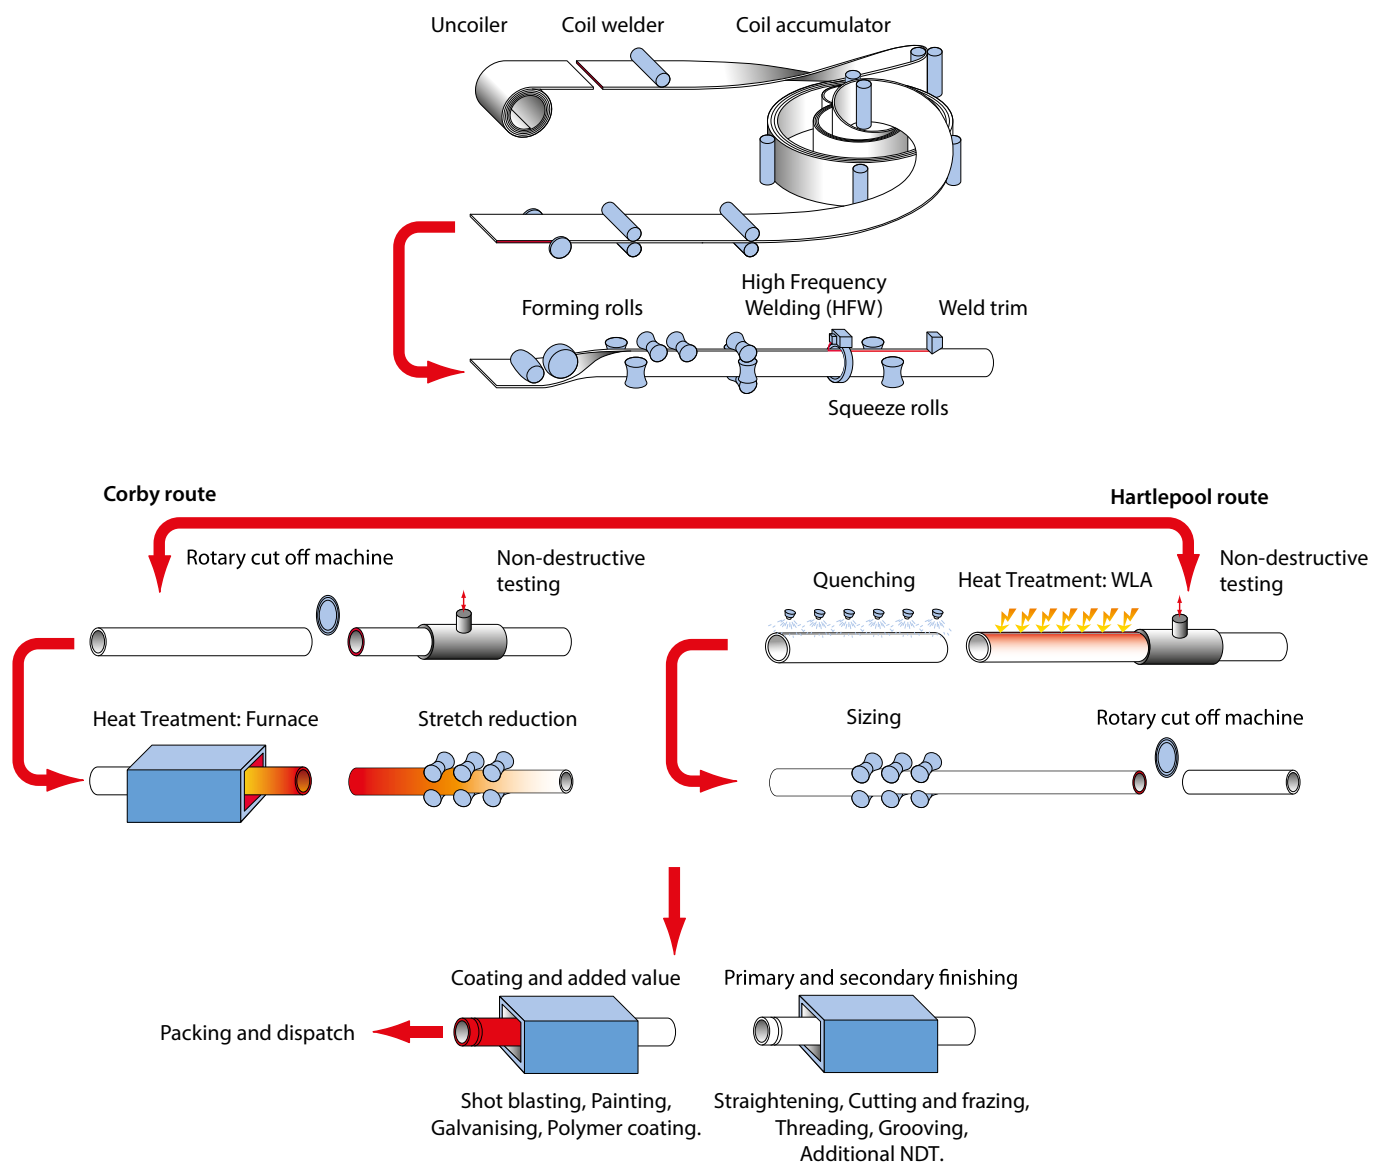 Uncoiler
Coil welder
Coil accumulator
High Frequency
Welding (HFW)
Forming rolls
Weld trim
Squeeze rolls
Corby route
Hartlepool route
Rotary cut off machine
Non-destructive
testing
Quenching
Heat Treatment: WLA
Non-destructive
testing
Heat Treatment: Furnace
Stretch reduction
Sizing
Rotary cut off machine
Coating and added value
Primary and secondary finishing
Packing and dispatch
Shot blasting, Painting,
Galvanising, Polymer coating.
Straightening, Cutting and frazing,
Threading, Grooving,
Additional NDT.